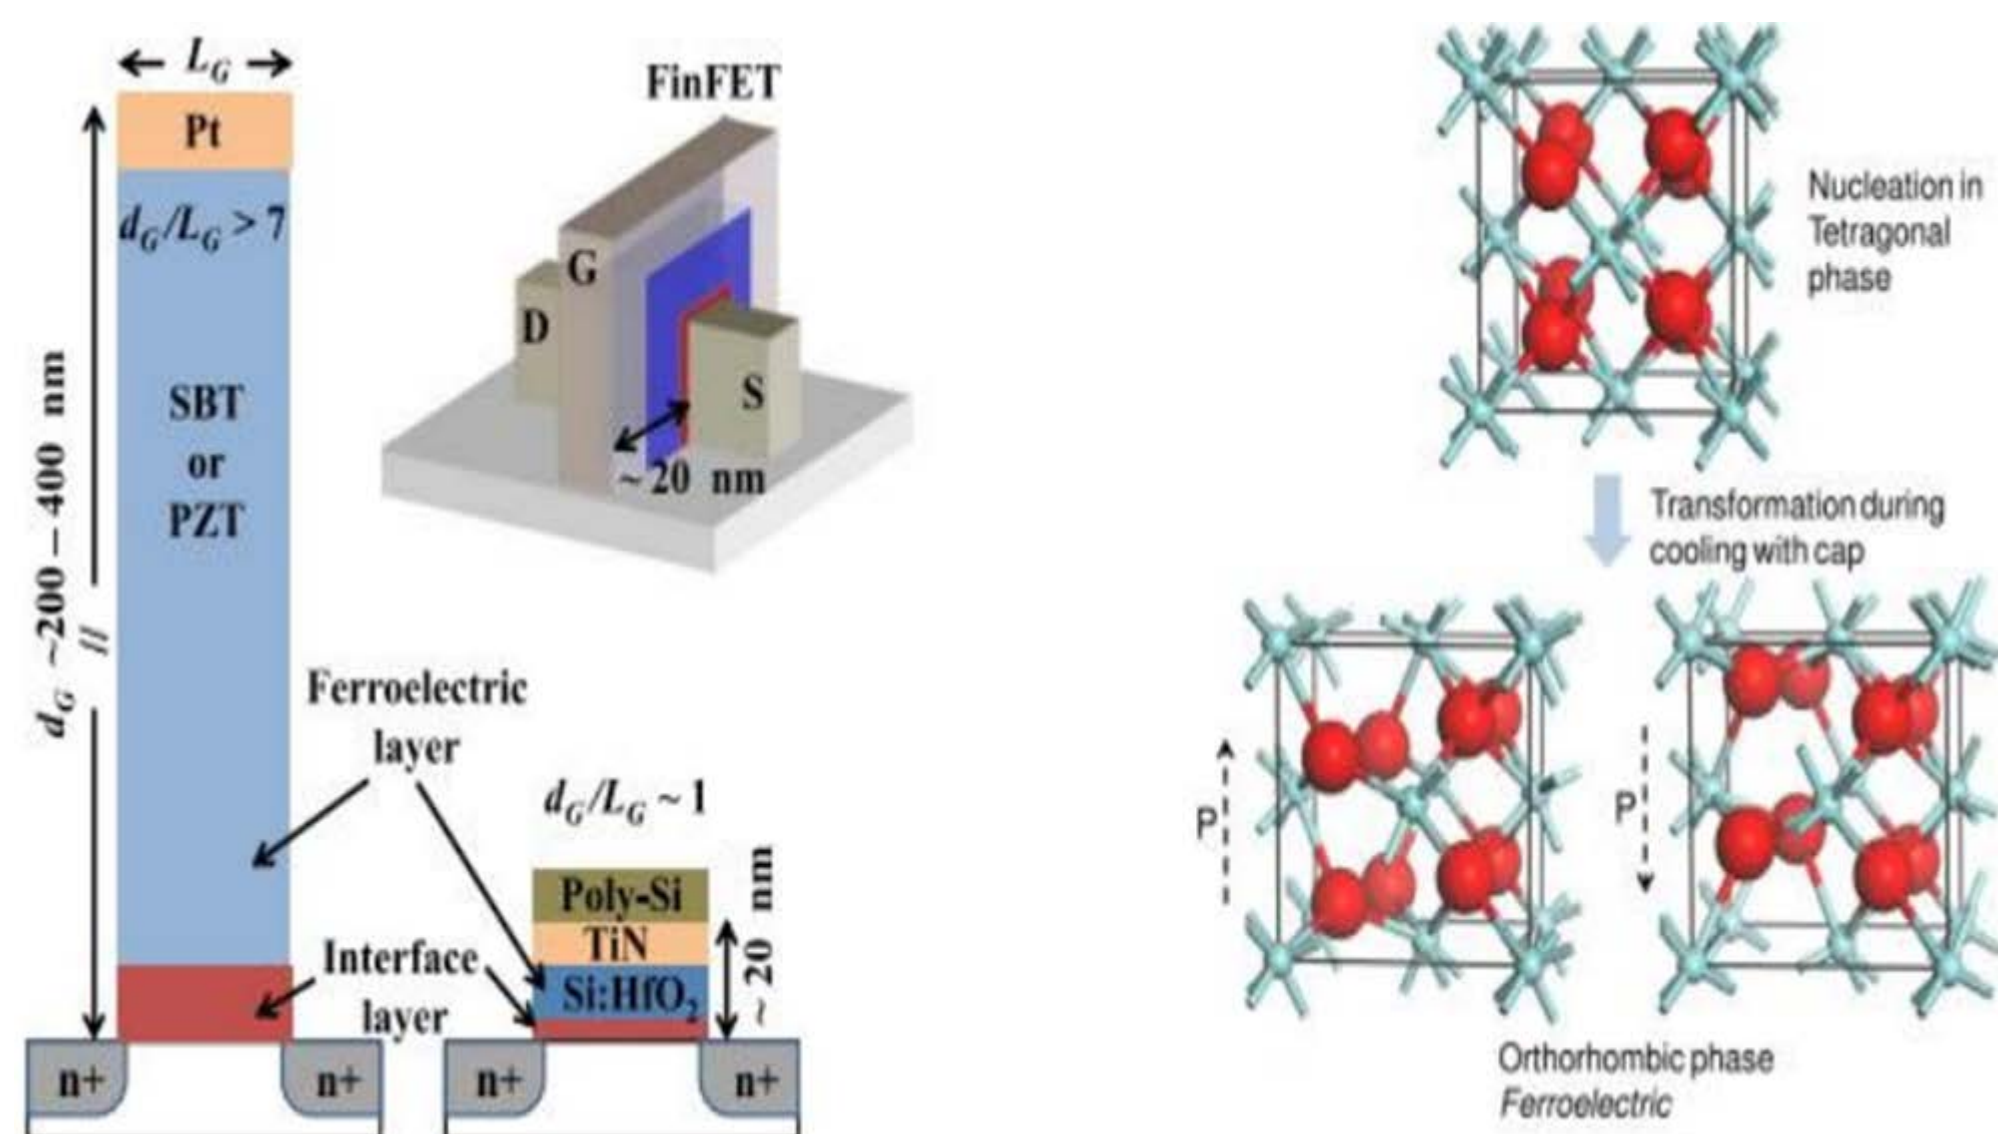 L_G
Pt
d_G/L_G > 7
SBT
or
PZT
d_G ~200 – 400 nm
FinFET
G
D
S
~ 20 nm
Ferroelectric
layer
Interface
layer
d_G/L_G ~ 1
Poly-Si
TiN
Si:HfO₂
~ 20 nm
n+
n+
n+
n+
Nucleation in
Tetragonal
phase
Transformation during
cooling with cap
P
P
Orthorhombic phase
Ferroelectric